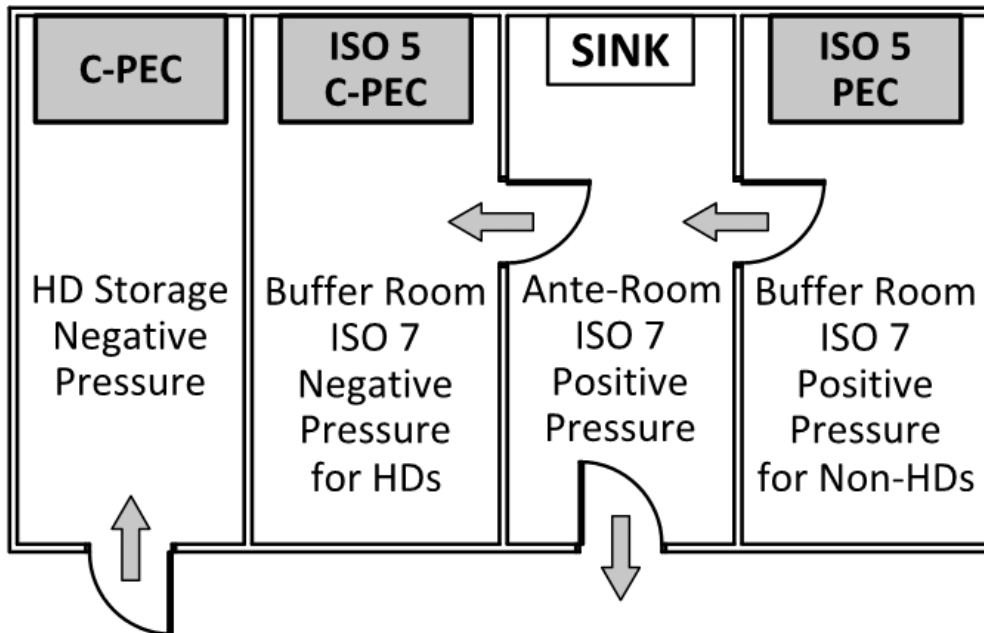 C-PEC
ISO 5
C-PEC
SINK
ISO 5
PEC
HD Storage
Negative
Pressure
Buffer Room
ISO 7
Negative
Pressure
for HDs
Ante-Room
ISO 7
Positive
Pressure
Buffer Room
ISO 7
Positive
Pressure
for Non-HDs